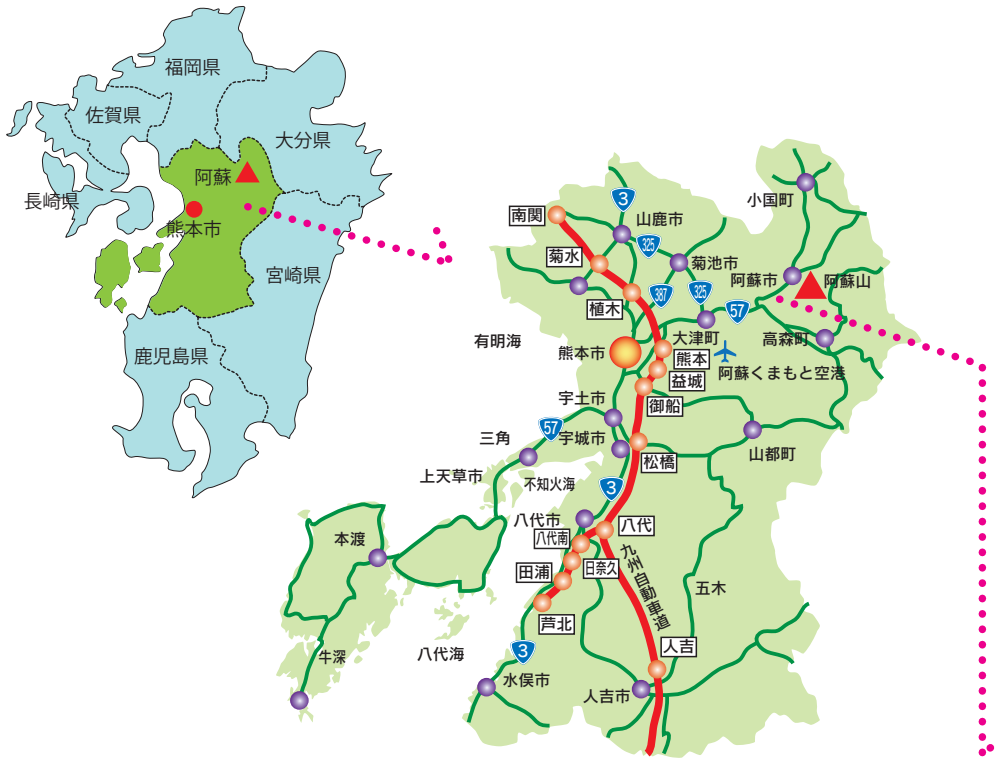 福岡県
佐賀県
大分県
阿蘇
長崎県
熊本市
宮崎県
鹿児島県
小国町
3
南関
山鹿市
325
菊水
菊池市
阿蘇市
阿蘇山
387
325
植木
57
有明海
熊本市
大津町
高森町
熊本
阿蘇くまもと空港
益城
宇土市
御船
57
三角
宇城市
山都町
松橋
上天草市
不知火海
3
八代市
八代
本渡
八代南
九州自動車道
日奈久
田浦
五木
芦北
八代海
3
人吉
牛深
水俣市
人吉市